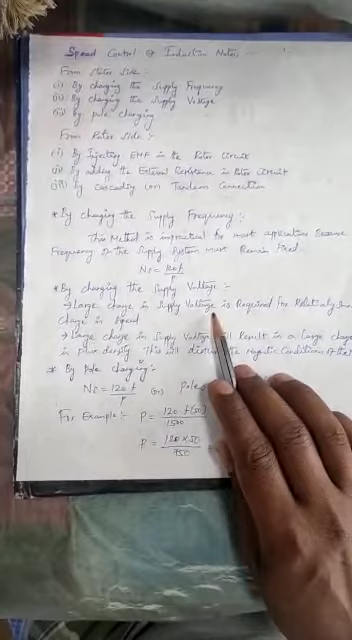 Speed Control of Induction Motors
From Stator Side :-
(i) By changing the Supply Frequency
(ii) By changing the Supply Voltage
(iii) by pole changing
From Rotor Side :-
(i) By Injecting EMF in the Rotor Circuit
(ii) By adding the External Resistance in Rotor Circuit
(iii) by cascading (or) Tandem Connection
* By changing the Supply Frequency :-
This Method is impractical for most application Because
Frequency In the Supply System must Remain Fixed
Ns = 120f/P
* By changing the Supply Voltage :-
→ Large change in Supply Voltage is Required for Relatively
change in Speed
→ Large change in Supply Voltage will Result in a Large change
in flux density This will the Magnetic Conditions of
* By pole changing :-
Ns = 120 f/P (or) Poles
For Example :- P = 120 f(50)/1500
P = 120 × 50/750